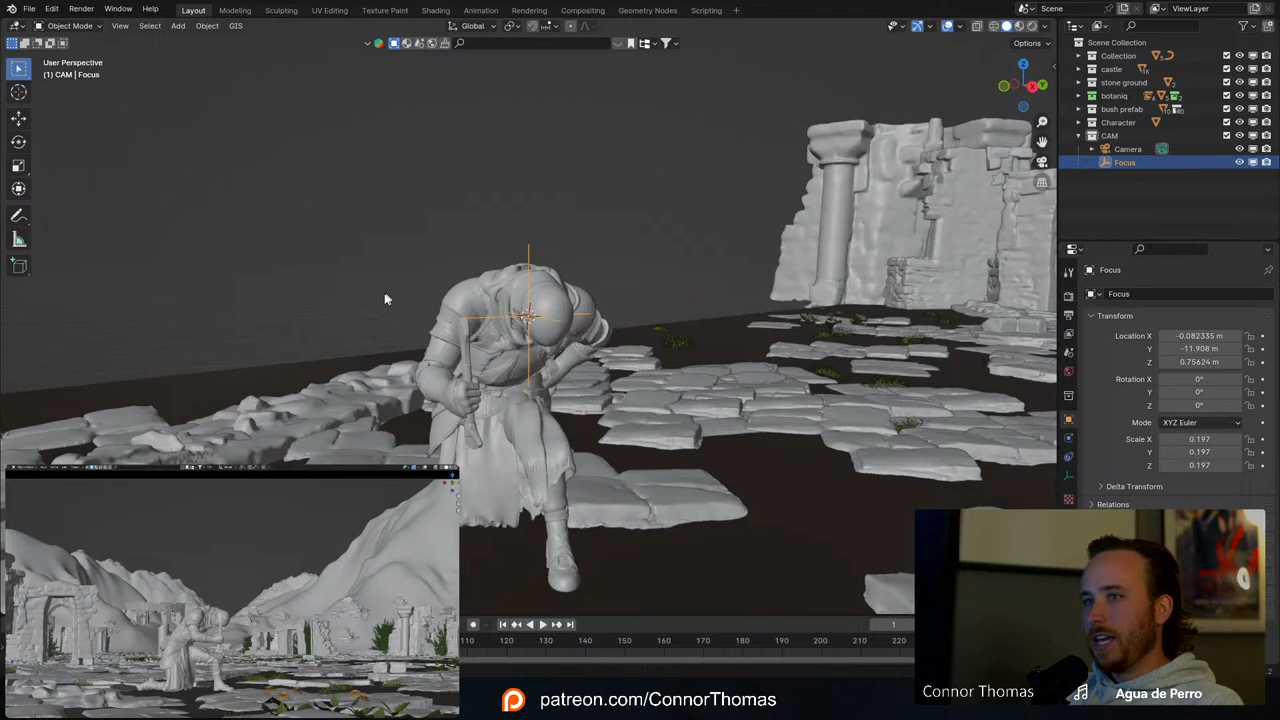 File Edit Render Window Help Layout Modeling Sculpting UV Editing Texture Paint Shading Animation Rendering Compositing Geometry Nodes Scripting + Scene ViewLayer
Object Mode View Select Add Object GIS Global
Options
User Perspective
(1) CAM | Focus
Scene Collection
Collection
castle
stone ground
botaniq
bush prefab
Character
CAM
Camera
Focus
Focus
Focus
Transform
Location X -0.082335 m
Y -11.908 m
Z 0.75624 m
Rotation X 0°
Y 0°
Z 0°
Mode XYZ Euler
Scale X 0.197
Y 0.197
Z 0.197
Delta Transform
Relations
1
110 120 130 140 150 160 170 180 190 200 210 220
patreon.com/ConnorThomas
Connor Thomas
Agua de Perro